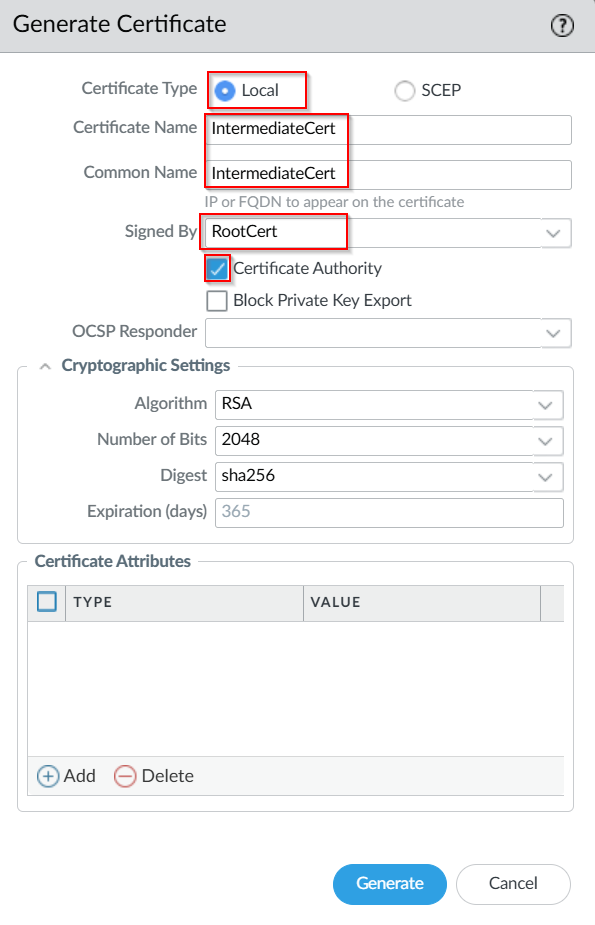 Generate Certificate
Certificate Type Local SCEP
Certificate Name IntermediateCert
Common Name IntermediateCert
IP or FQDN to appear on the certificate
Signed By RootCert
Certificate Authority
Block Private Key Export
OCSP Responder
Cryptographic Settings
Algorithm RSA
Number of Bits 2048
Digest sha256
Expiration (days) 365
Certificate Attributes
TYPE VALUE
Add Delete
Generate Cancel